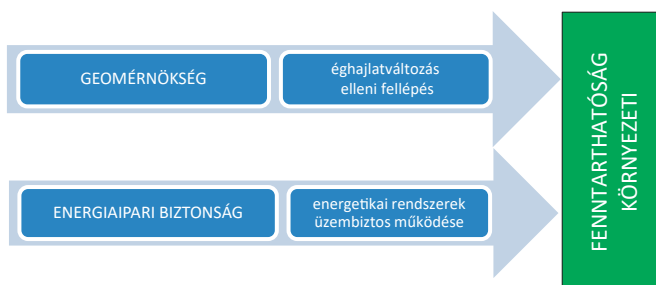 GEOMÉRNÖKSÉG
éghajlatváltozás
elleni fellépés
ENERGIAIPARI BIZTONSÁG
energetikai rendszerek
üzembiztos működése
FENNTARTHATÓSÁG
KÖRNYEZETI